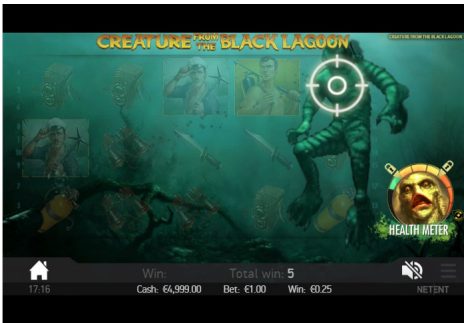 CREATURE FROM THE BLACK LAGOON
CREATURE FROM THE BLACK LAGOON
HEALTH METER
Win:
Total win: 5
17:16
Cash: €4,999.00
Bet: €1.00
Win: €0.25
NETENT